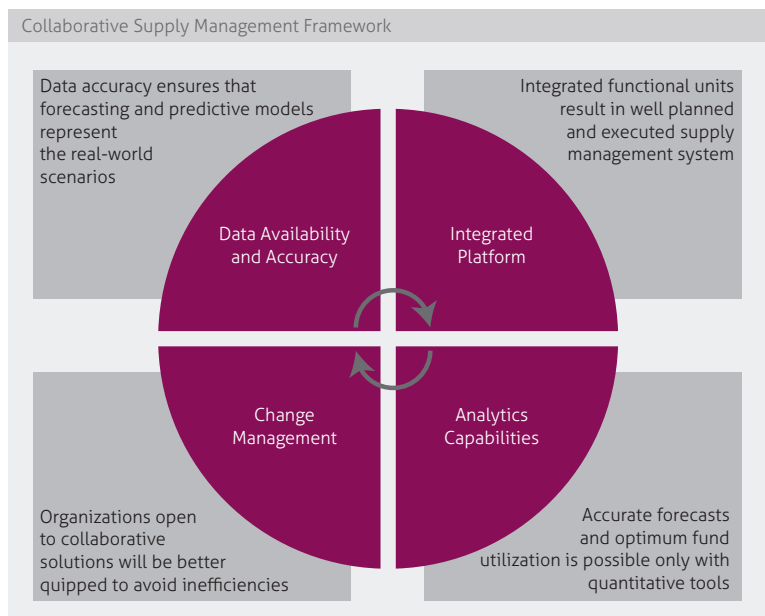 Collaborative Supply Management Framework
Data accuracy ensures that
forecasting and predictive models
represent
the real-world
scenarios
Integrated functional units
result in well planned
and executed supply
management system
Data Availability
and Accuracy
Integrated
Platform
Change
Management
Analytics
Capabilities
Organizations open
to collaborative
solutions will be better
quipped to avoid inefficiencies
Accurate forecasts
and optimum fund
utilization is possible only with
quantitative tools